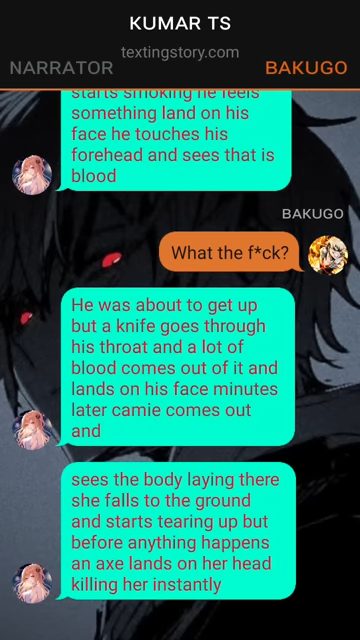 KUMAR TS
textingstory.com
NARRATOR
BAKUGO
starts smoking he feels
something land on his
face he touches his
forehead and sees that is
blood
BAKUGO
What the f*ck?
He was about to get up
but a knife goes through
his throat and a lot of
blood comes out of it and
lands on his face minutes
later camie comes out
and
sees the body laying there
she falls to the ground
and starts tearing up but
before anything happens
an axe lands on her head
killing her instantly